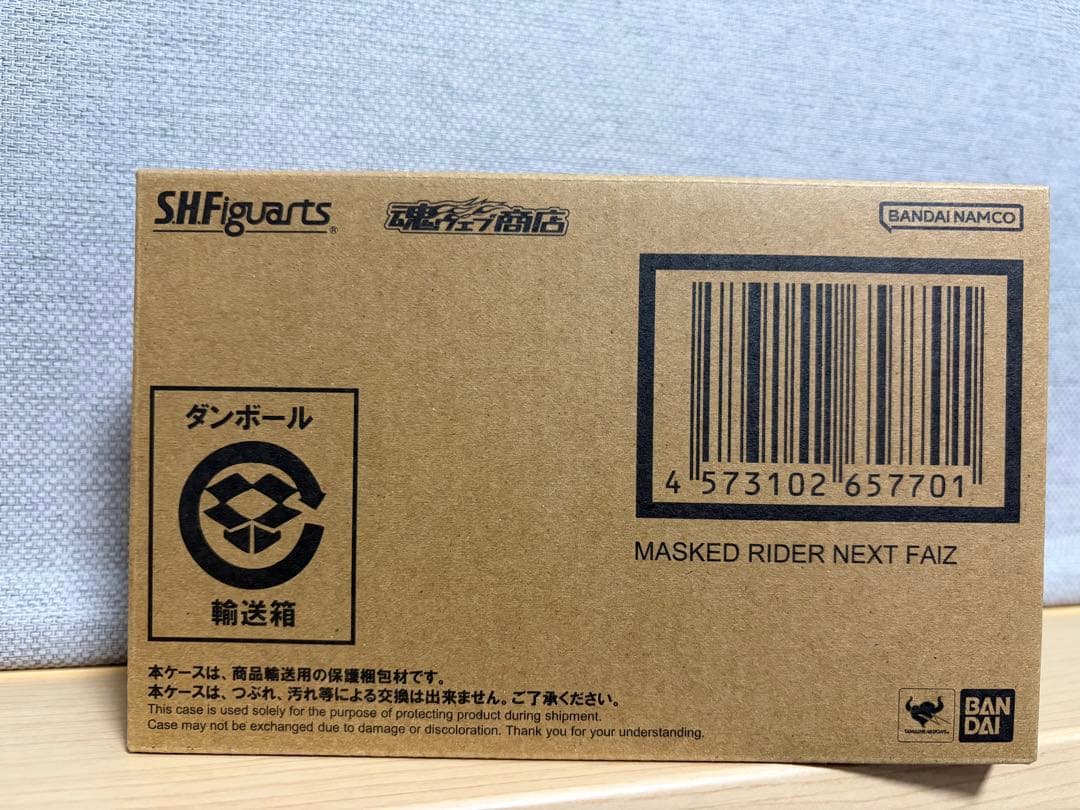 S.H.Figuarts®
魂ウェブ商店
BANDAI NAMCO
4 573102 657701
MASKED RIDER NEXT FAIZ
ダンボール
輸送箱
本ケースは、商品輸送用の保護梱包材です。
本ケースは、つぶれ、汚れ等による交換は出来ません。ご了承ください。
This case is used solely for the purpose of protecting product during shipment.
Case may not be exchanged due to damage or discoloration. Thank you for your understanding.
BAN
DAI